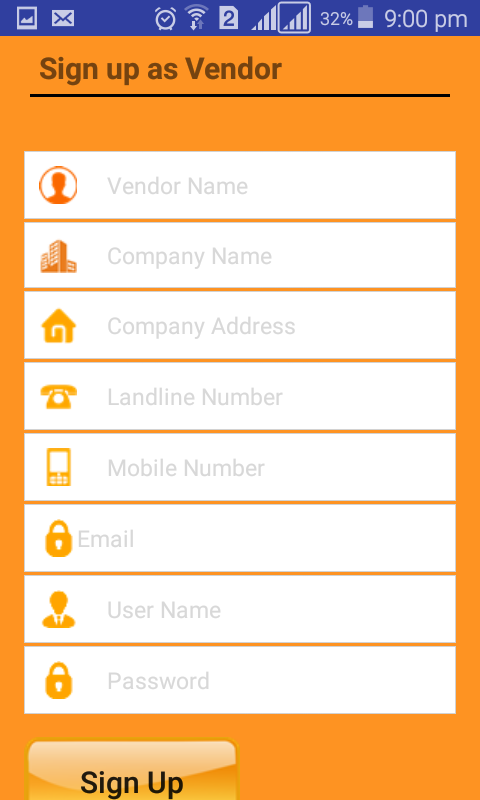 2 32% 9:00 pm
Sign up as Vendor
Vendor Name
Company Name
Company Address
Landline Number
Mobile Number
Email
User Name
Password
Sign Up